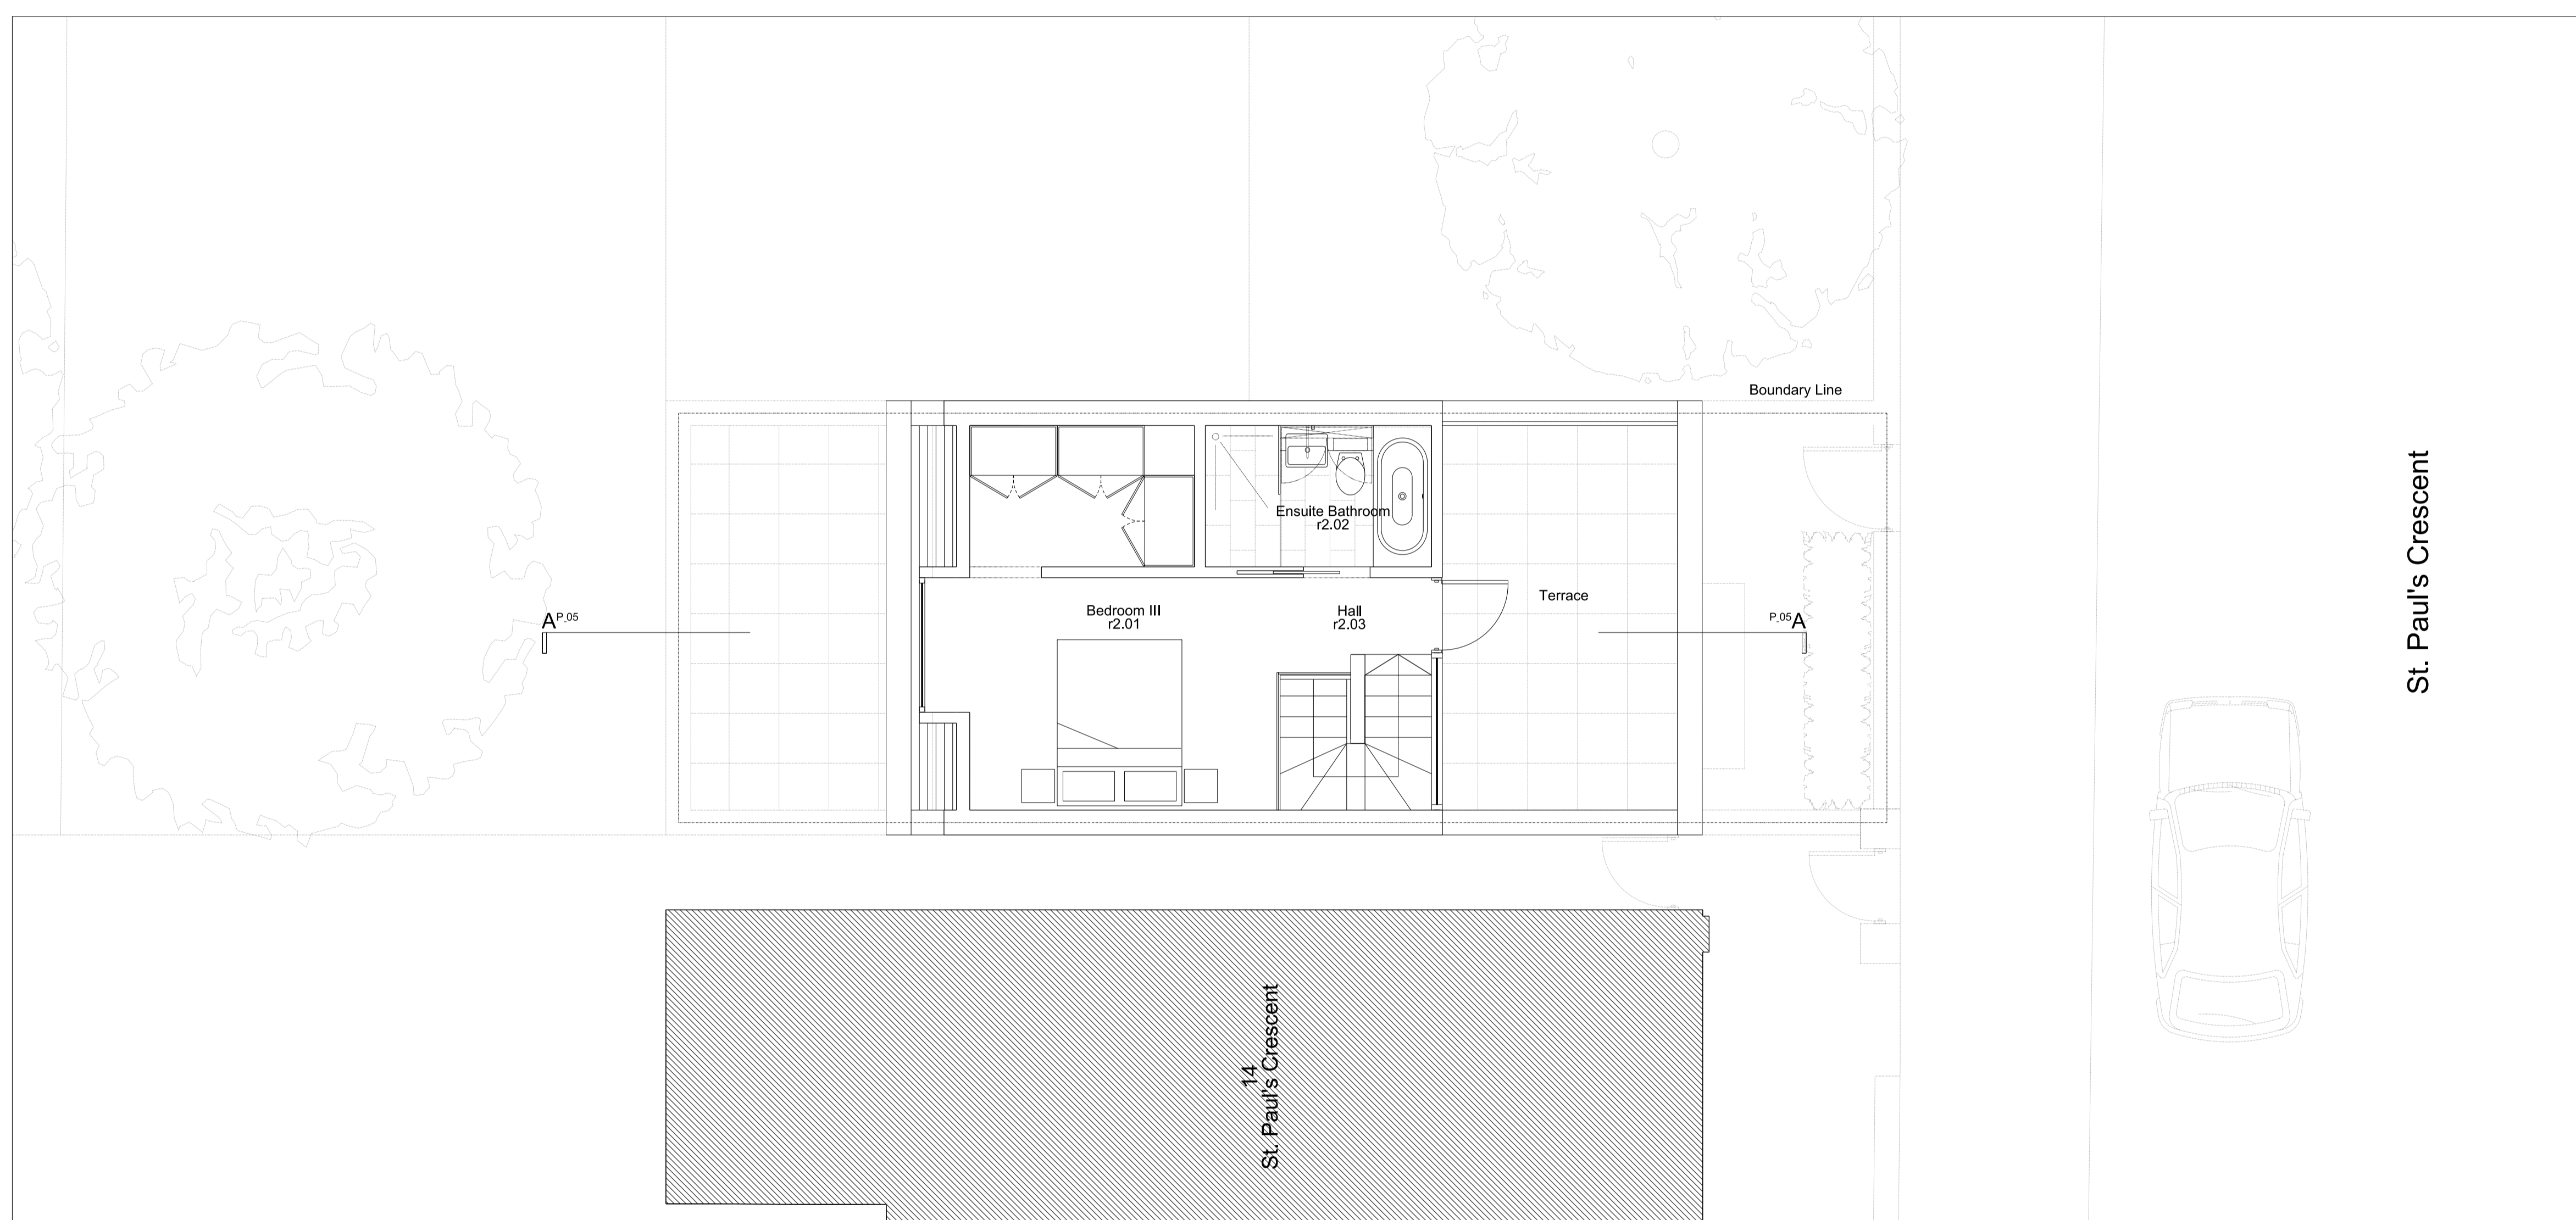 Boundary Line
St. Paul's Crescent
Ensuite Bathroom
r2.02
Bedroom III
r2.01
Hall
r2.03
Terrace
A P_05
P_05 A
14
St. Paul's Crescent